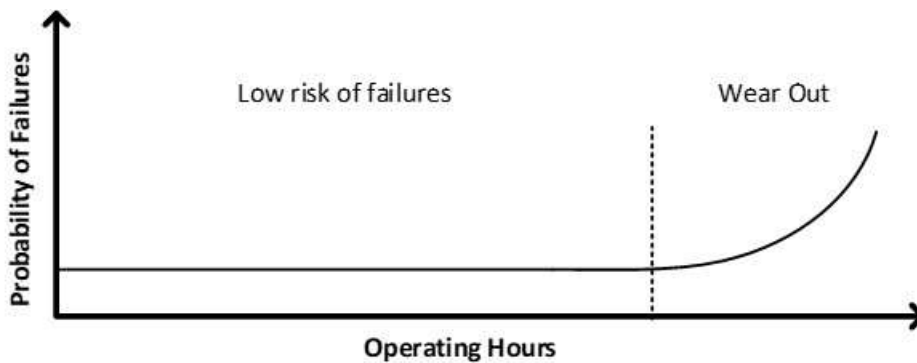 Probability of Failures
Low risk of failures
Wear Out
Operating Hours